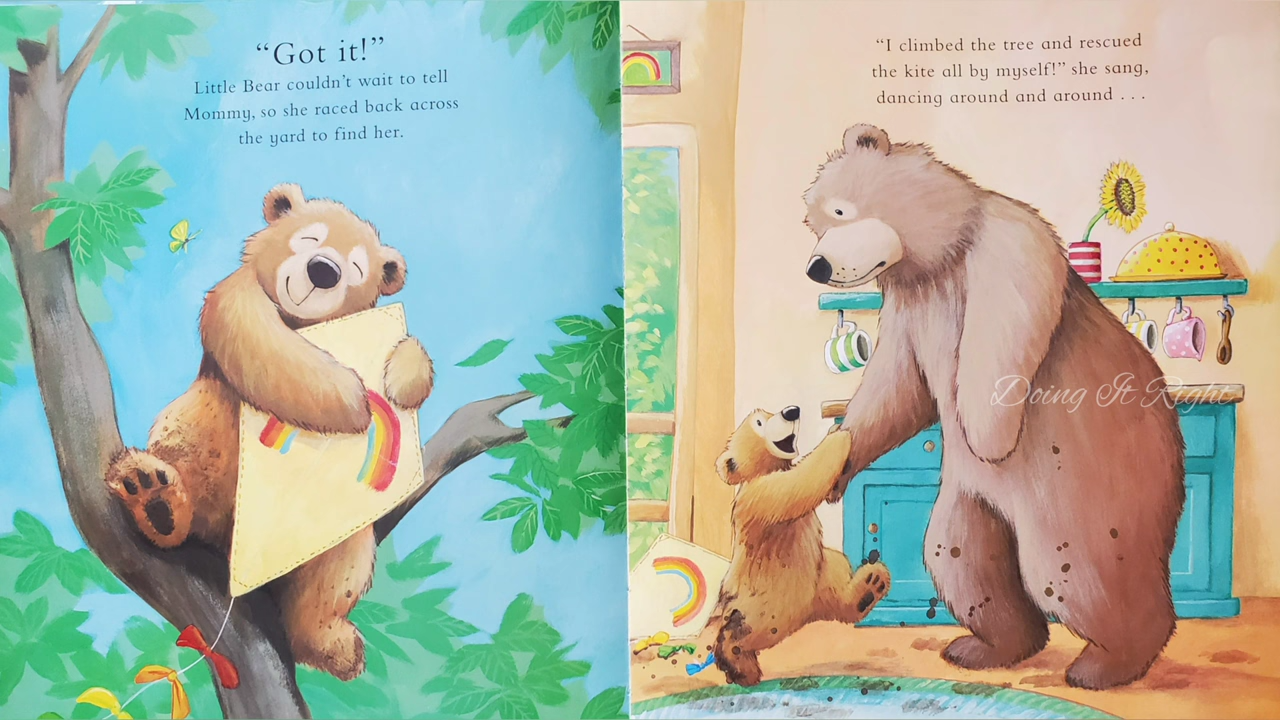 “Got it!”
Little Bear couldn’t wait to tell
Mommy, so she raced back across
the yard to find her.
“I climbed the tree and rescued
the kite all by myself!” she sang,
dancing around and around . . .
Doing It Right